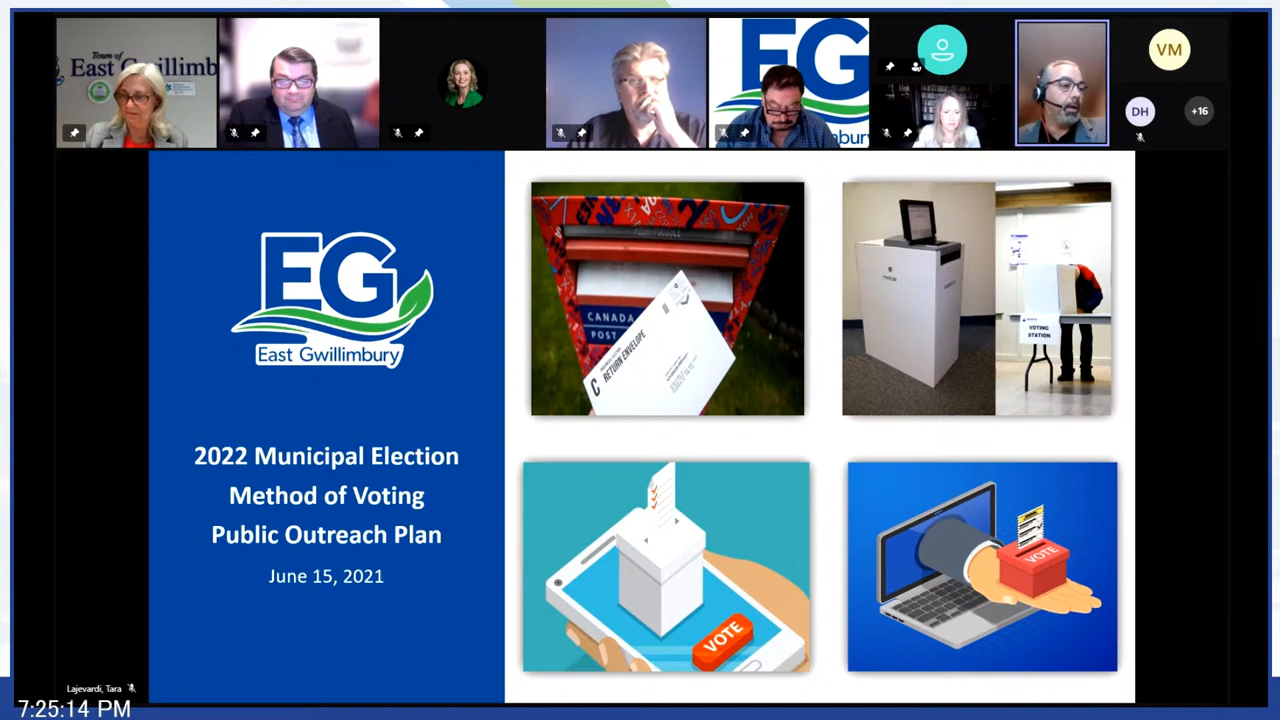 Town of
East Gwillimb
EG
bury
VM
DH
+16
EG
East Gwillimbury
2022 Municipal Election
Method of Voting
Public Outreach Plan
June 15, 2021
CANADA
POST
C
RETURN ENVELOPE
VOTING
STATION
VOTE
VOTE
Lajevardi, Tara
7:25:14 PM